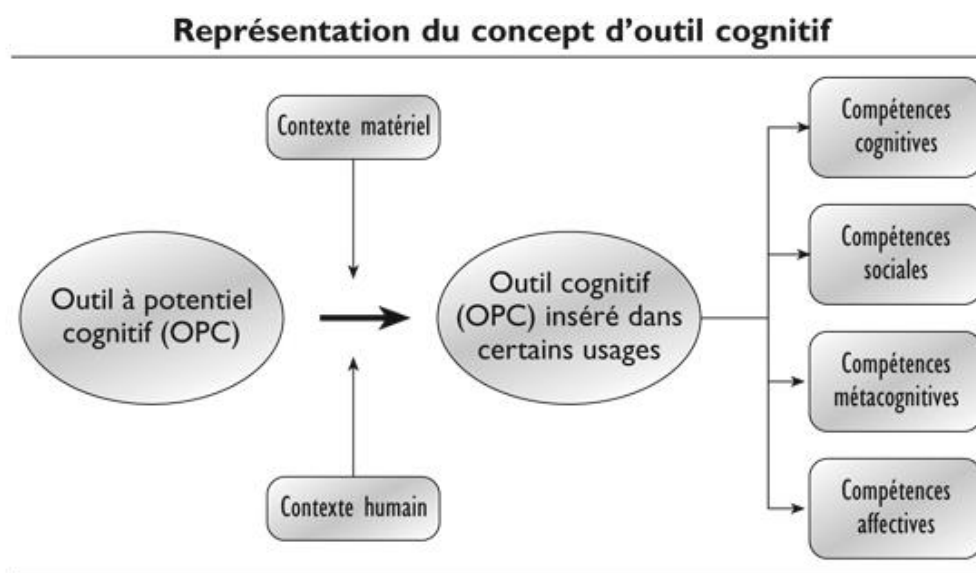 Représentation du concept d’outil cognitif
Contexte matériel
Outil à potentiel
cognitif (OPC)
Contexte humain
Outil cognitif
(OPC) inséré dans
certains usages
Compétences
cognitives
Compétences
sociales
Compétences
métacognitives
Compétences
affectives